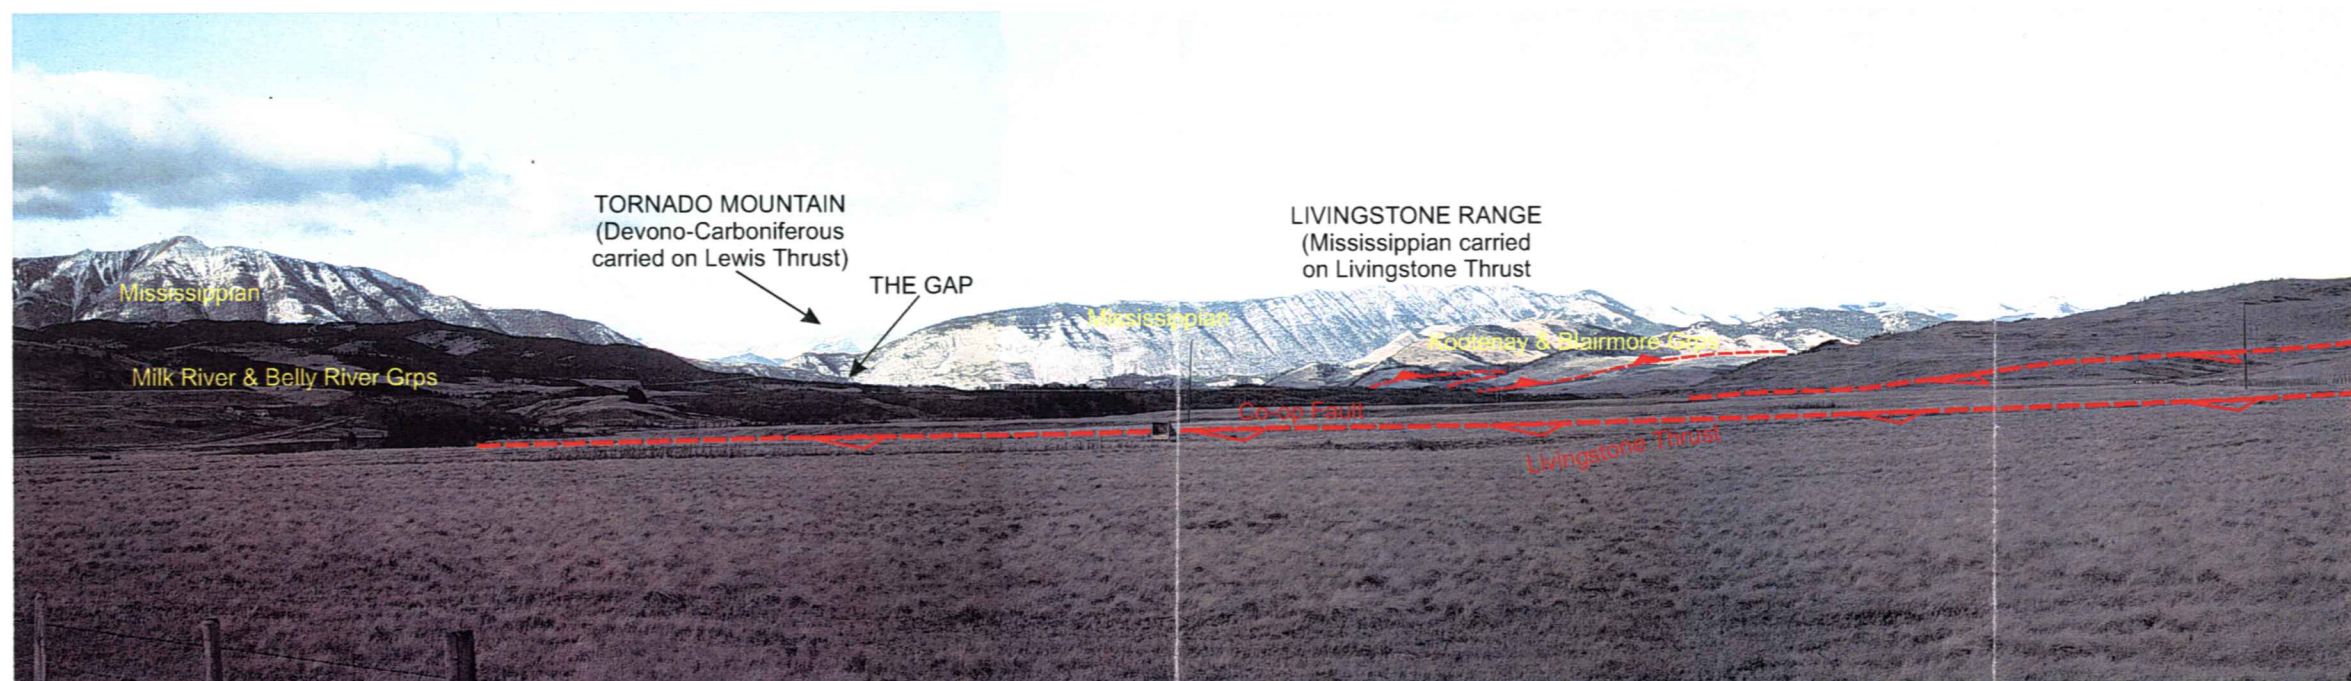 TORNADO MOUNTAIN
(Devono-Carboniferous
carried on Lewis Thrust)
THE GAP
LIVINGSTONE RANGE
(Mississippian carried
on Livingstone Thrust
Mississippian
Mississippian
Kootenay & Blairmore Grps
Milk River & Belly River Grps
Co-op Fault
Livingstone Thrust